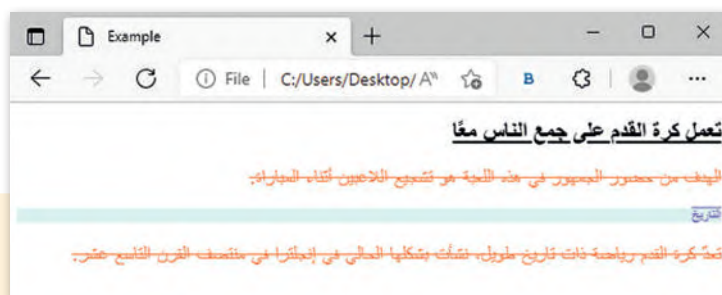 Example
File | C:/Users/Desktop/ A B
تعمل كرة القدم على جمع الناس معًا
الهدف من حضور الجمهور في هذه اللعبة هو تشجيع اللاعبين أثناء المباراة.
التاريخ
تعدّ كرة القدم رياضة ذات تاريخ طويل، نشأت بشكلها الحالي في إنجلترا في منتصف القرن التاسع عشر.